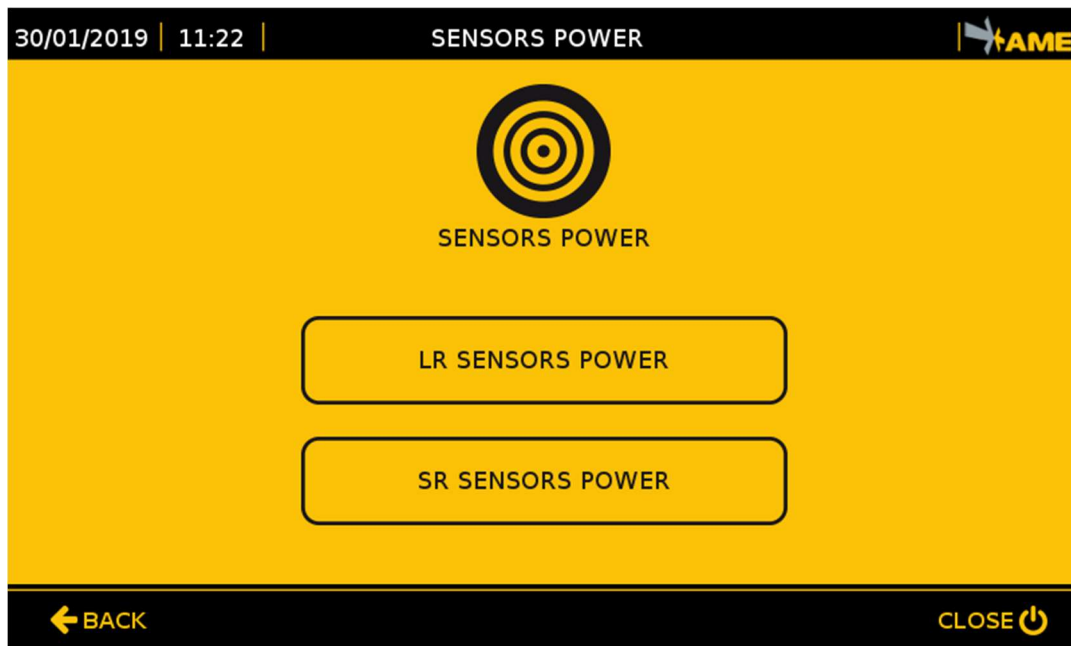 30/01/2019 11:22 SENSORS POWER AME
SENSORS POWER
LR SENSORS POWER
SR SENSORS POWER
BACK CLOSE